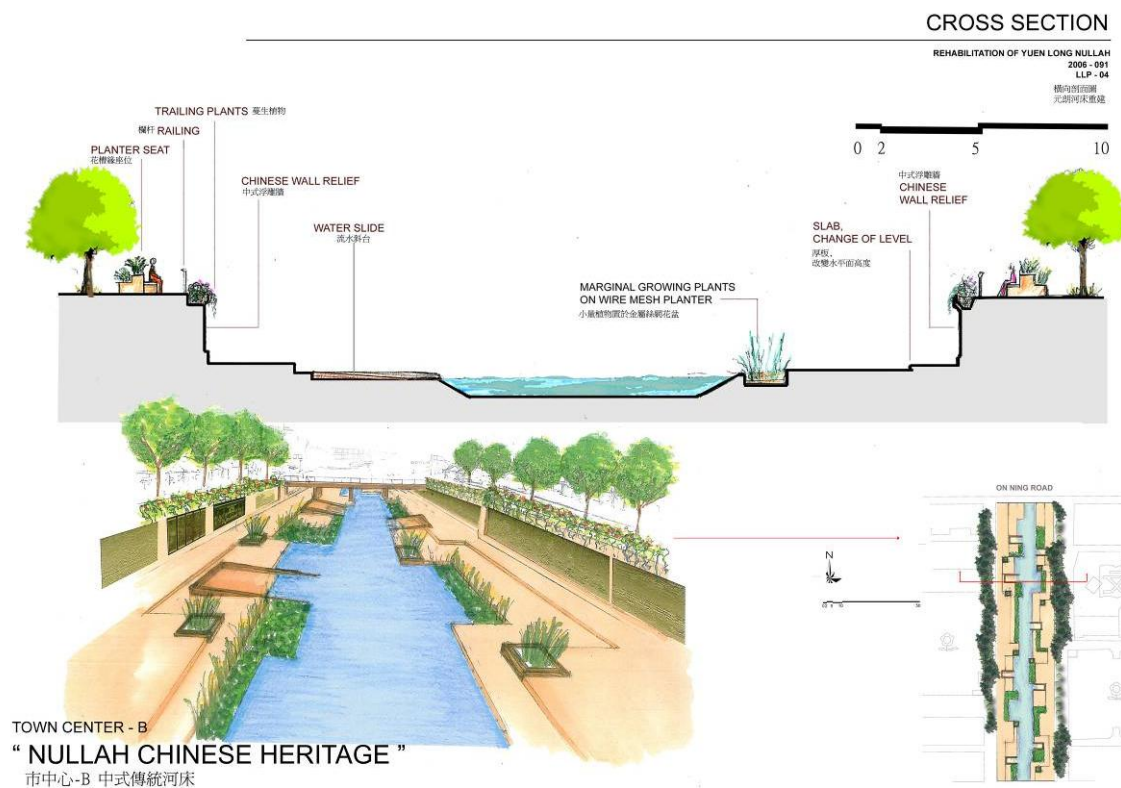 CROSS SECTION
REHABILITATION OF YUEN LONG NULLAH
2006 - 091
LLP - 04
橫向剖面圖
元朗河床重建
0 2 5 10
TRAILING PLANTS 蔓生植物
欄杆 RAILING
PLANTER SEAT
花槽緣座位
CHINESE WALL RELIEF
中式浮雕牆
WATER SLIDE
流水斜台
MARGINAL GROWING PLANTS
ON WIRE MESH PLANTER
小量植物置於金屬絲網花盆
SLAB,
CHANGE OF LEVEL
厚板,
改變水平面高度
中式浮雕牆
CHINESE
WALL RELIEF
ON NING ROAD
N
TOWN CENTER - B
“ NULLAH CHINESE HERITAGE ”
市中心-B 中式傳統河床